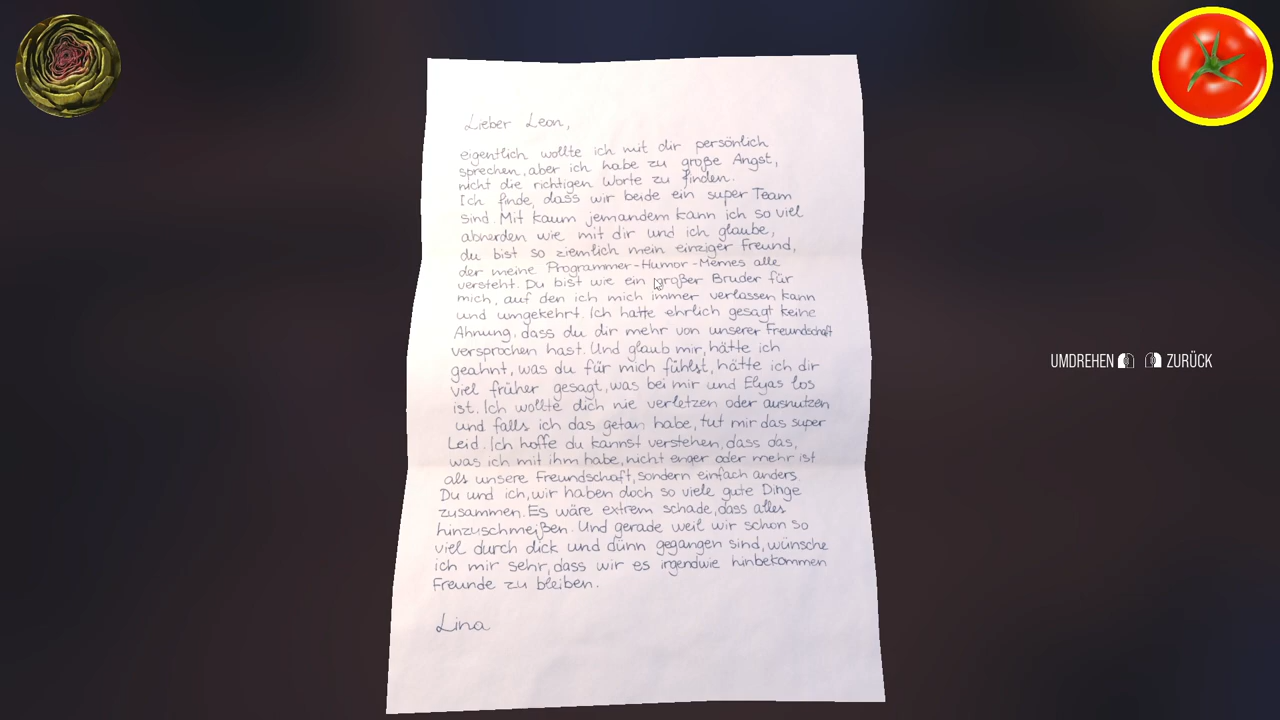 Lieber Leon,
eigentlich wollte ich mit dir persönlich
sprechen, aber ich habe zu große Angst,
nicht die richtigen Worte zu finden.
Ich finde, dass wir beide ein super Team
sind. Mit kaum jemandem kann ich so viel
abnerden wie mit dir und ich glaube,
du bist so ziemlich mein einziger Freund,
der meine Programmer-Humor-Memes alle
versteht. Du bist wie ein großer Bruder für
mich, auf den ich mich immer verlassen kann
und umgekehrt. Ich hatte ehrlich gesagt keine
Ahnung, dass du dir mehr von unserer Freundschaft
versprochen hast. Und glaub mir, hätte ich
geahnt, was du für mich fühlst, hätte ich dir
viel früher gesagt, was bei mir und Elyas los
ist. Ich wollte dich nie verletzen oder ausnutzen
und falls ich das getan habe, tut mir das super
Leid. Ich hoffe du kannst verstehen, dass das,
was ich mit ihm habe, nicht enger oder mehr ist
als unsere Freundschaft, sondern einfach anders.
Du und ich, wir haben doch so viele gute Dinge
zusammen. Es wäre extrem schade, dass alles
hinzuschmeißen. Und gerade weil wir schon so
viel durch dick und dünn gegangen sind, wünsche
ich mir sehr, dass wir es irgendwie hinbekommen
Freunde zu bleiben.
Lina
UMDREHEN ZURÜCK